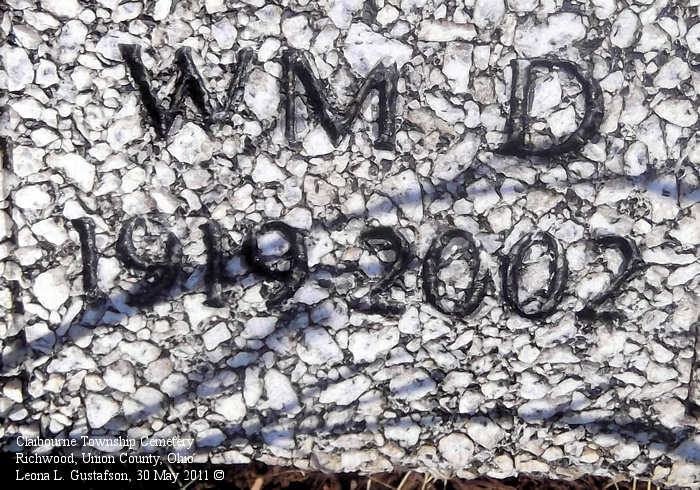 WM D
1919-2002
Claibourne Township Cemetery
Richwood, Union County, Ohio
Leona L. Gustafson, 30 May 2011 ©